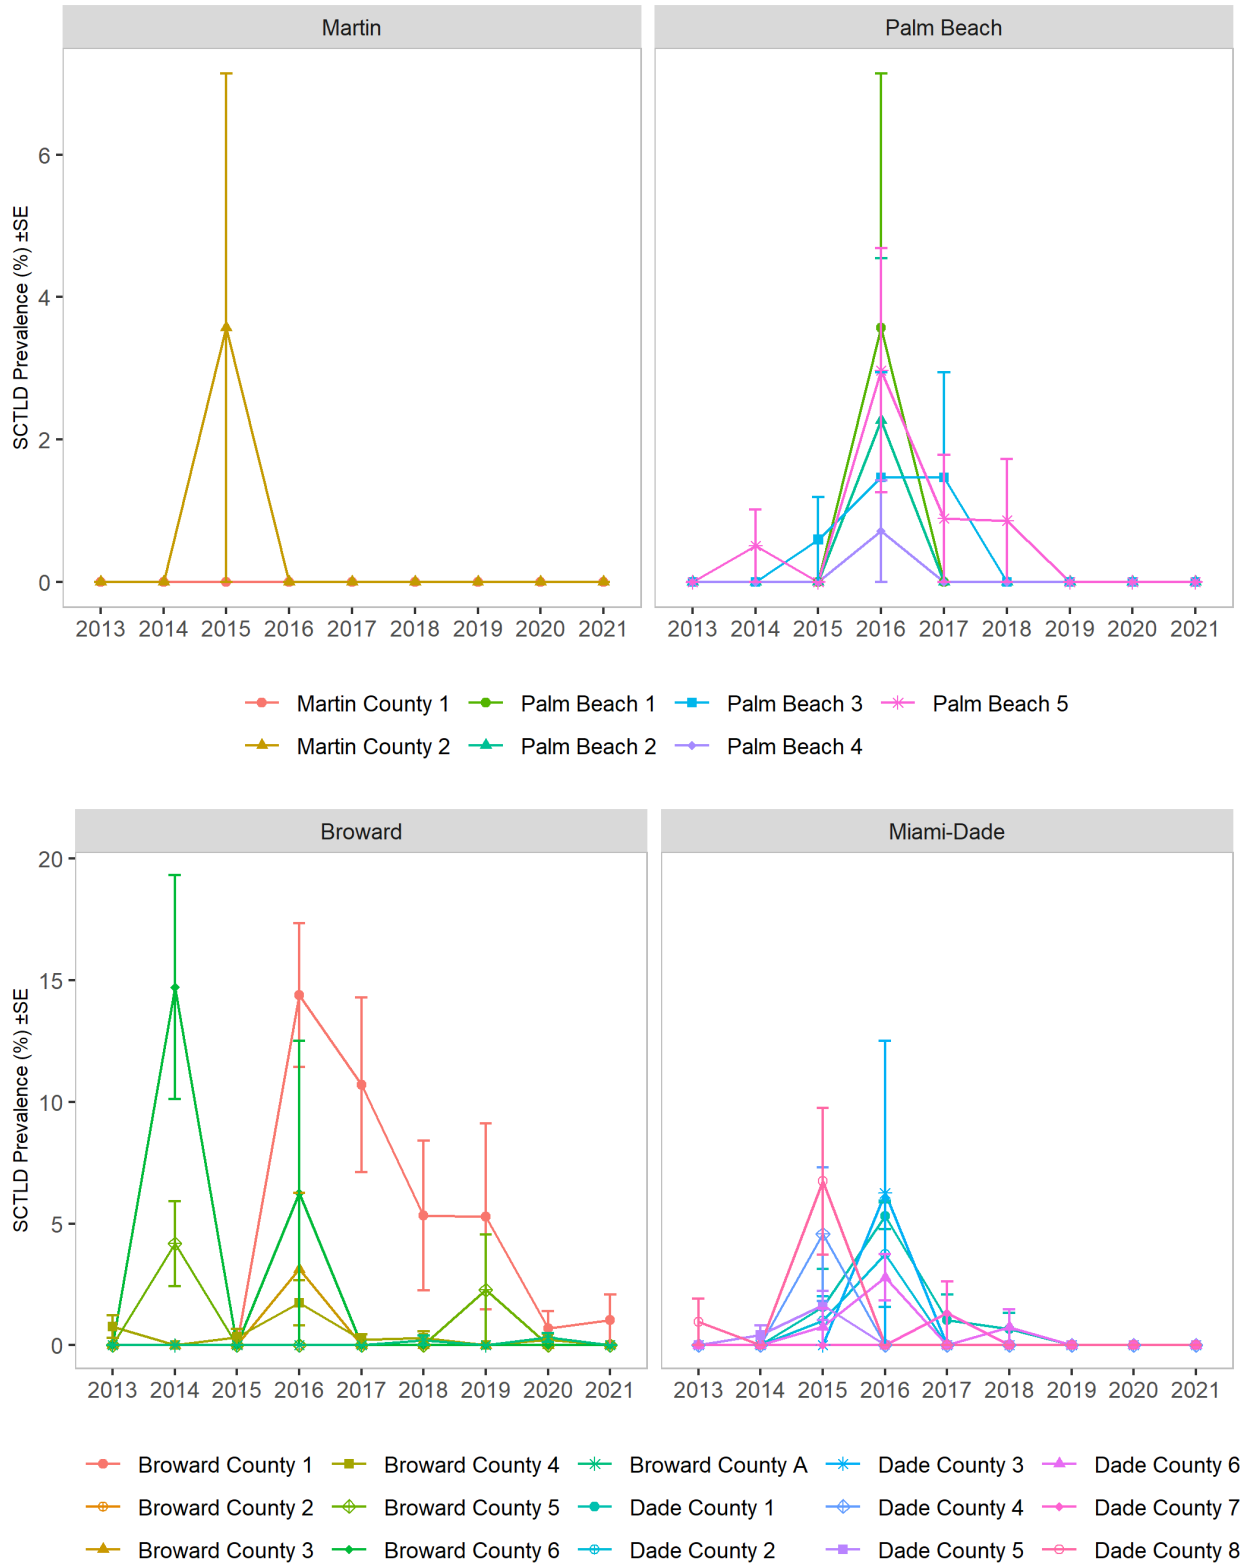 Martin Palm Beach
SCTLD Prevalence (%) ±SE
6
4
2
0
2013 2014 2015 2016 2017 2018 2019 2020 2021 2013 2014 2015 2016 2017 2018 2019 2020 2021
Martin County 1 Palm Beach 1 Palm Beach 3 Palm Beach 5
Martin County 2 Palm Beach 2 Palm Beach 4
Broward Miami-Dade
SCTLD Prevalence (%) ±SE
20
15
10
5
0
2013 2014 2015 2016 2017 2018 2019 2020 2021 2013 2014 2015 2016 2017 2018 2019 2020 2021
Broward County 1 Broward County 4 Broward County A Dade County 3 Dade County 6
Broward County 2 Broward County 5 Dade County 1 Dade County 4 Dade County 7
Broward County 3 Broward County 6 Dade County 2 Dade County 5 Dade County 8